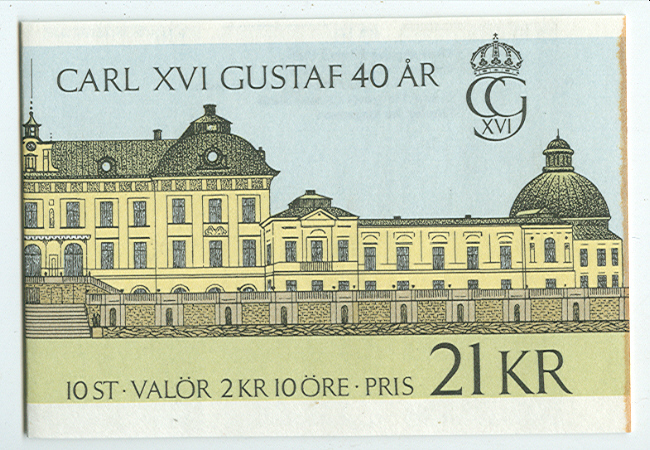 CARL XVI GUSTAF 40 ÅR
CG
XVI
10 ST · VALÖR 2 KR 10 ÖRE · PRIS 21 KR